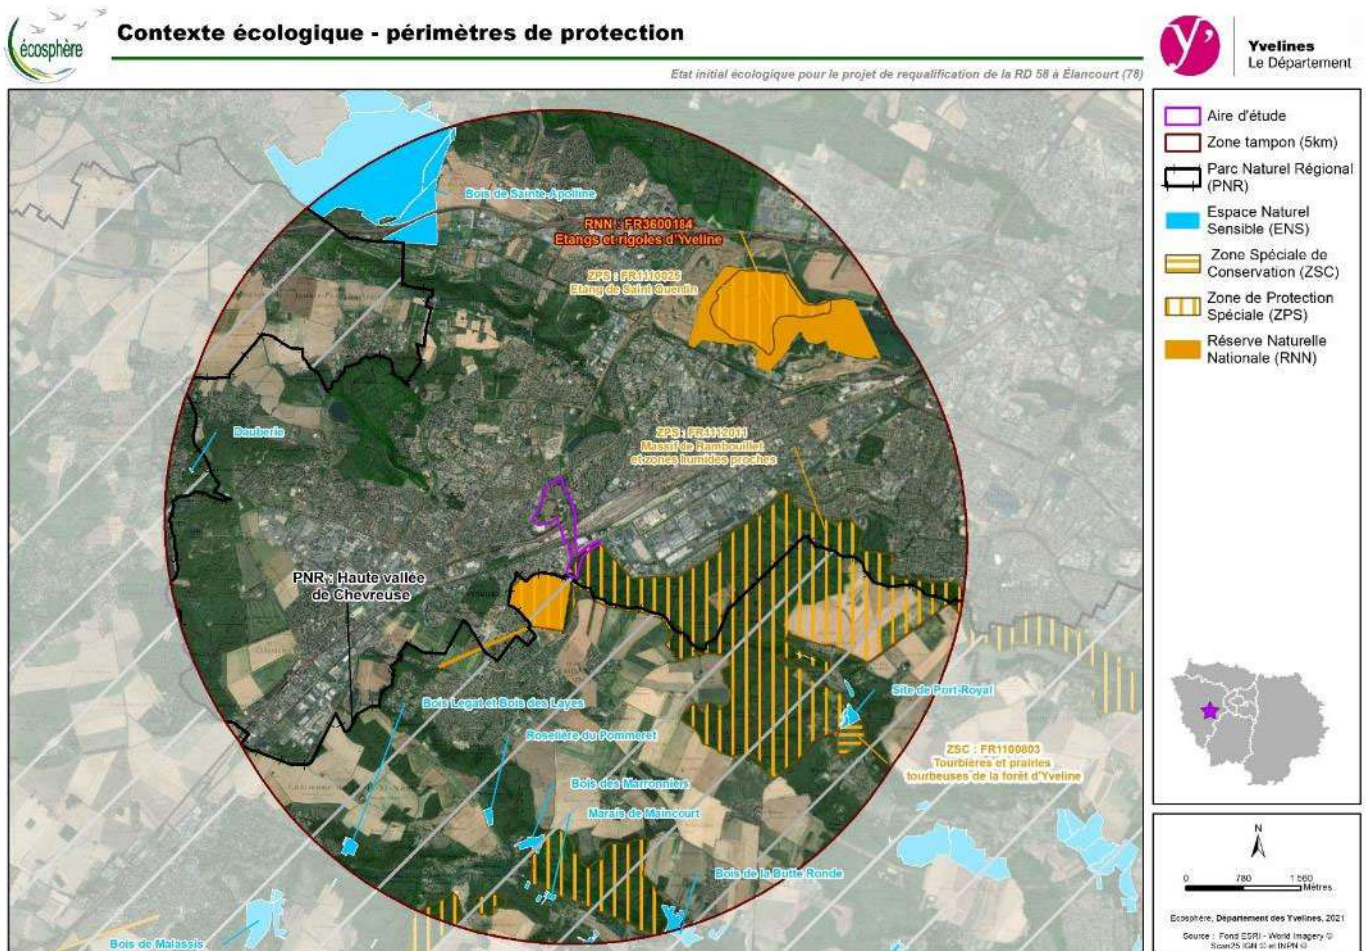 écosphère
Contexte écologique - périmètres de protection
Etat initial écologique pour le projet de requalification de la RD 58 à Élancourt (78)
y'
Yvelines
Le Département
Bois de Sainte-Apolline
RNN : FR3600184
Etangs et rigoles d'Yveline
ZPS : FR1110025
Etang de Saint Quentin
Dauberie
ZPS : FR1112011
Massif de Rambouillet
et zones humides proches
PNR : Haute vallée
de Chevreuse
Bois Legat et Bois des Layes
Roselière du Pommeret
Bois des Marronniers
Marais de Maincourt
Site de Port-Royal
ZSC : FR1100803
Tourbières et prairies
tourbeuses de la forêt d'Yveline
Bois de la Butte Ronde
Bois de Malassis
Aire d'étude
Zone tampon (5km)
Parc Naturel Régional
(PNR)
Espace Naturel
Sensible (ENS)
Zone Spéciale de
Conservation (ZSC)
Zone de Protection
Spéciale (ZPS)
Réserve Naturelle
Nationale (RNN)
N
0 780 1 560
Mètres
Ecosphère, Département des Yvelines, 2021
Source : Fond ESRI - World Imagery ©
Scan25 IGN © et INPN ©